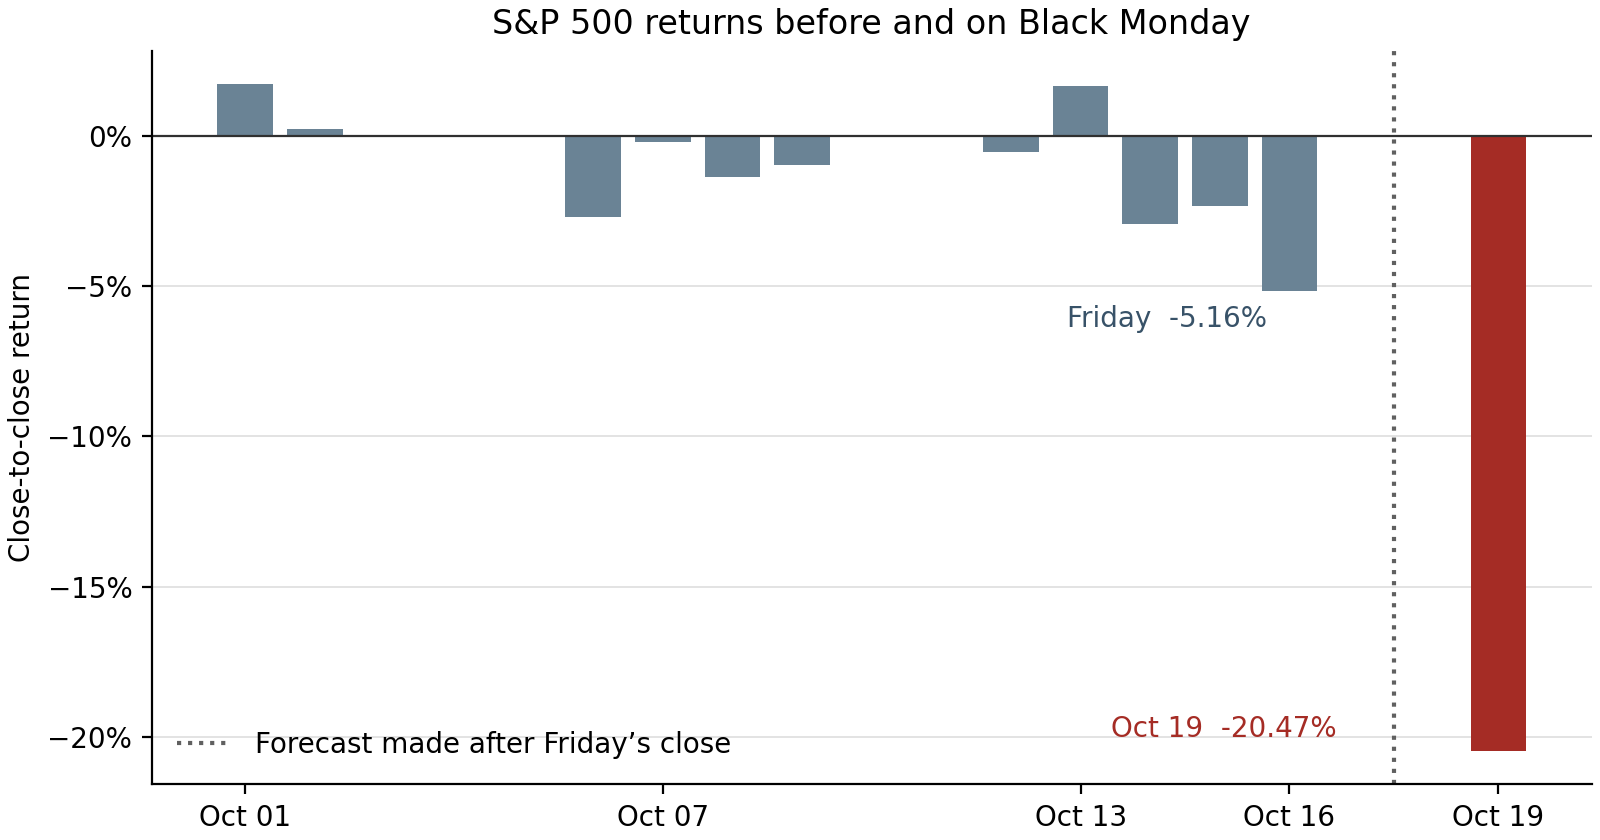 S&P 500 returns before and on Black Monday
Close-to-close return
0%
−5%
−10%
−15%
−20%
Friday  -5.16%
Oct 19  -20.47%
Forecast made after Friday’s close
Oct 01
Oct 07
Oct 13
Oct 16
Oct 19